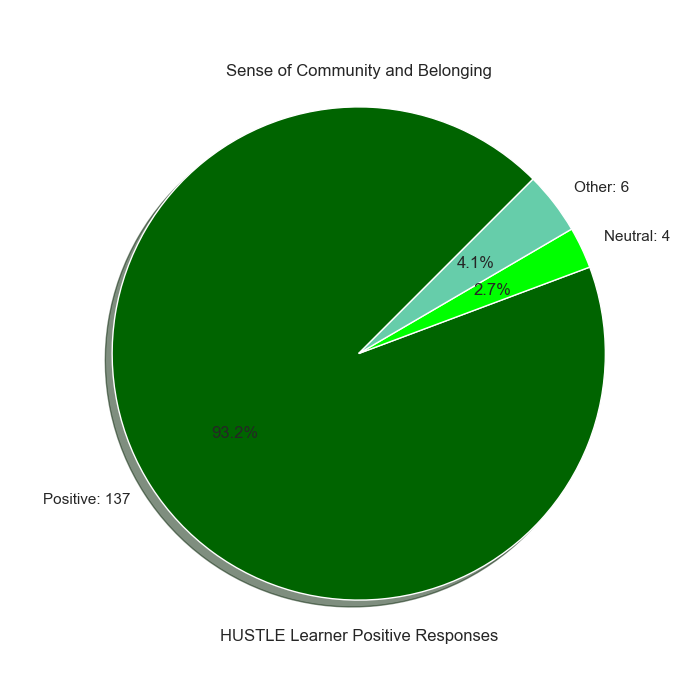 Sense of Community and Belonging
Other: 6
Neutral: 4
4.1%
2.7%
93.2%
Positive: 137
HUSTLE Learner Positive Responses